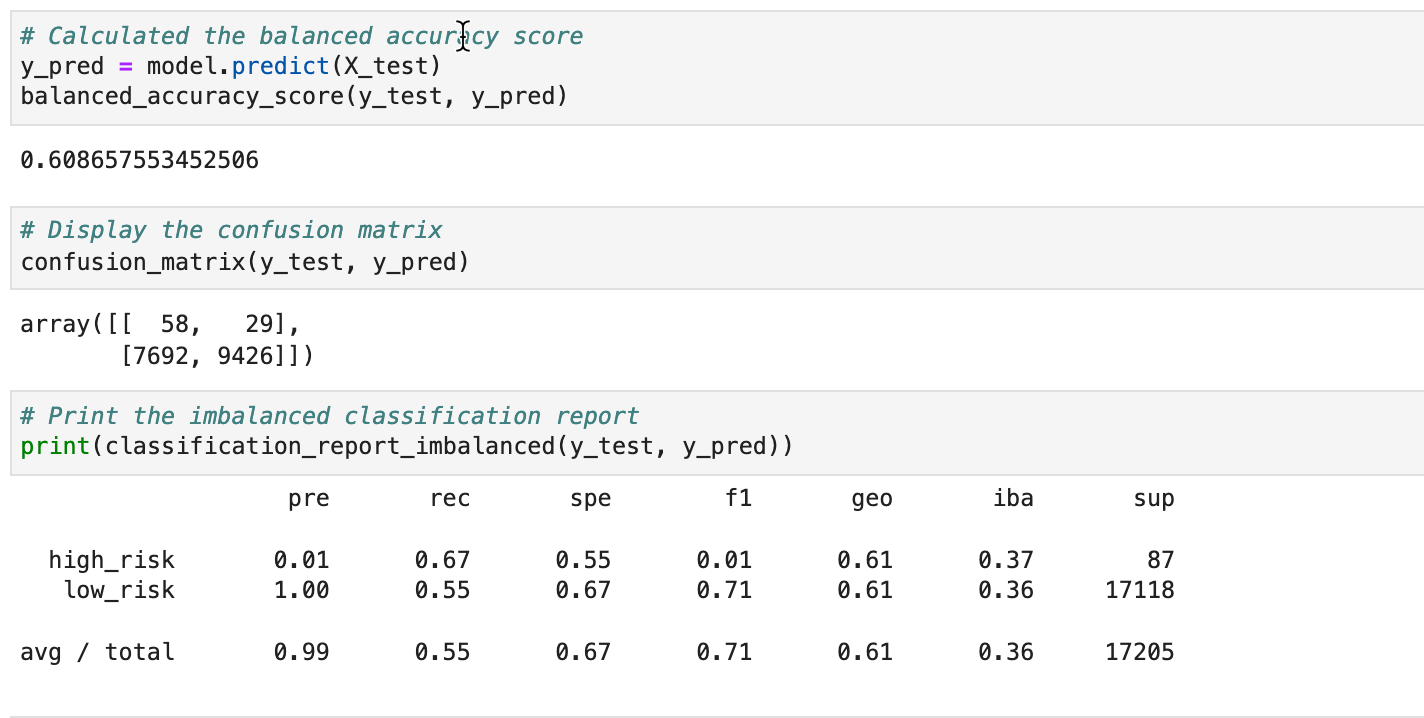 # Calculated the balanced accuracy score
y_pred = model.predict(X_test)
balanced_accuracy_score(y_test, y_pred)
0.608657553452506
# Display the confusion matrix
confusion_matrix(y_test, y_pred)
array([[  58,   29],
       [7692, 9426]])
# Print the imbalanced classification report
print(classification_report_imbalanced(y_test, y_pred))
pre rec spe f1 geo iba sup
high_risk 0.01 0.67 0.55 0.01 0.61 0.37 87
low_risk 1.00 0.55 0.67 0.71 0.61 0.36 17118
avg / total 0.99 0.55 0.67 0.71 0.61 0.36 17205